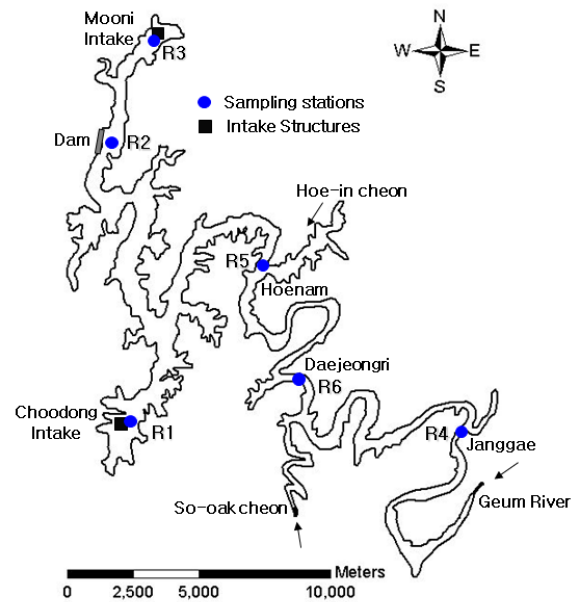 Mooni
Intake
R3
N
W E
S
Sampling stations
Intake Structures
Dam
R2
Hoe-in cheon
R5
Hoenam
Daejeongri
R6
Choodong
Intake
R1
R4
Janggae
Geum River
So-oak cheon
Meters
0 2,500 5,000 10,000